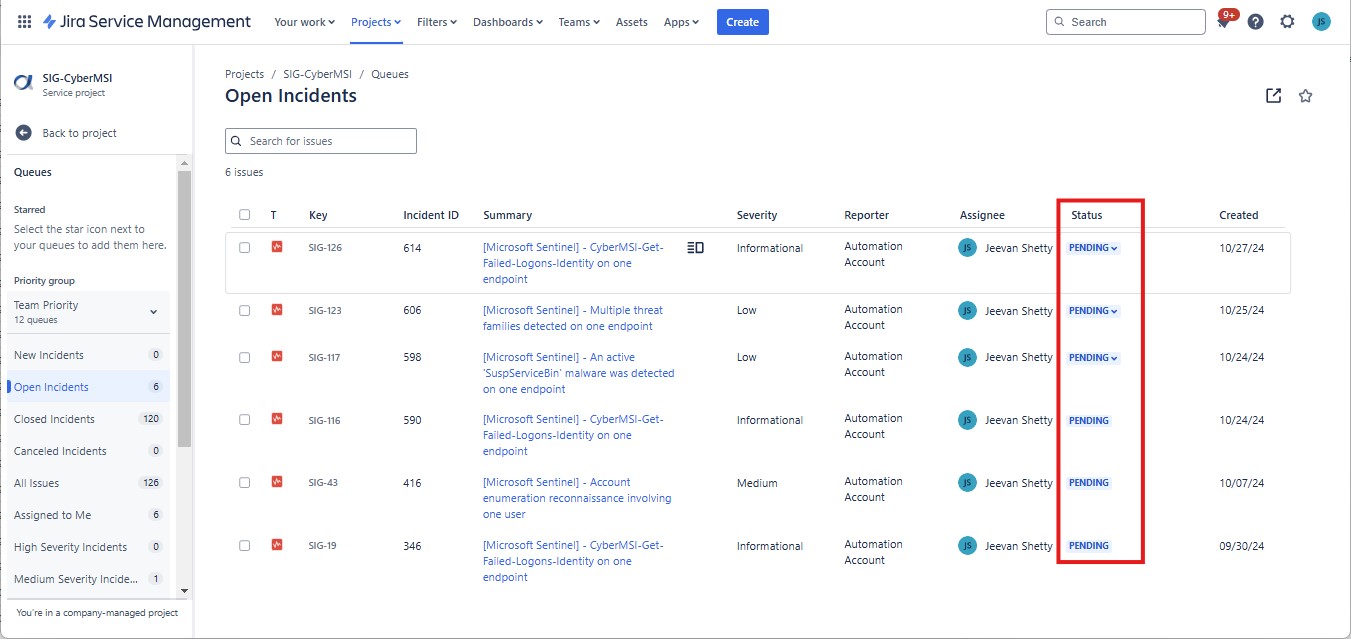 Jira Service Management Your work Projects Filters Dashboards Teams Assets Apps Create Search 9+ JS
SIG-CyberMSI
Service project
Back to project
Queues
Starred
Select the star icon next to
your queues to add them here.
Priority group
Team Priority
12 queues
New Incidents 0
Open Incidents 6
Closed Incidents 120
Canceled Incidents 0
All Issues 126
Assigned to Me 6
High Severity Incidents 0
Medium Severity Incide... 1
You're in a company-managed project
Projects / SIG-CyberMSI / Queues
Open Incidents
Search for issues
6 issues
T Key Incident ID Summary Severity Reporter Assignee Status Created
SIG-126 614 [Microsoft Sentinel] - CyberMSI-Get- Informational Automation JS Jeevan Shetty PENDING 10/27/24
Failed-Logons-Identity on one Account
endpoint
SIG-123 606 [Microsoft Sentinel] - Multiple threat Low Automation JS Jeevan Shetty PENDING 10/25/24
families detected on one endpoint Account
SIG-117 598 [Microsoft Sentinel] - An active Low Automation JS Jeevan Shetty PENDING 10/24/24
'SuspServiceBin' malware was detected Account
on one endpoint
SIG-116 590 [Microsoft Sentinel] - CyberMSI-Get- Informational Automation JS Jeevan Shetty PENDING 10/24/24
Failed-Logons-Identity on one Account
endpoint
SIG-43 416 [Microsoft Sentinel] - Account Medium Automation JS Jeevan Shetty PENDING 10/07/24
enumeration reconnaissance involving Account
one user
SIG-19 346 [Microsoft Sentinel] - CyberMSI-Get- Informational Automation JS Jeevan Shetty PENDING 09/30/24
Failed-Logons-Identity on one Account
endpoint